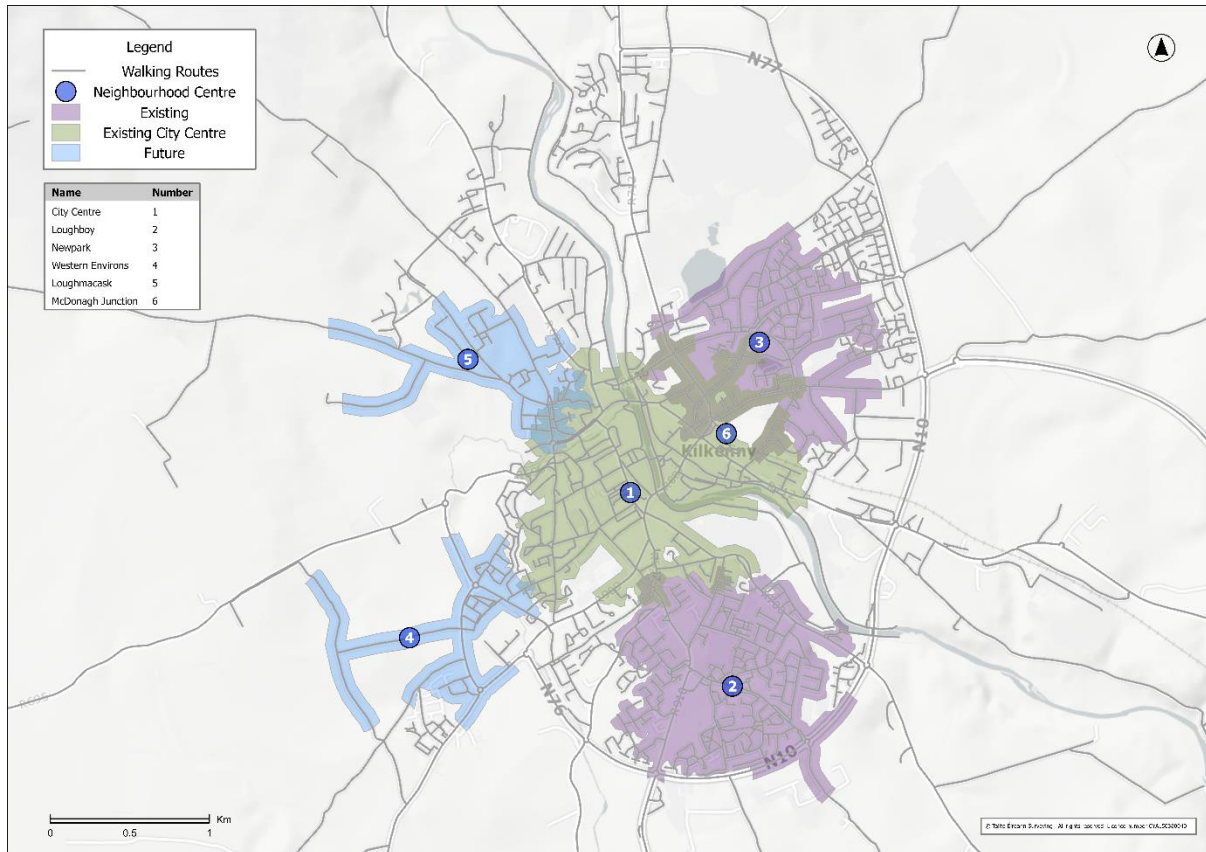 Legend
Walking Routes
Neighbourhood Centre
Existing
Existing City Centre
Future
Name Number
City Centre 1
Loughboy 2
Newpark 3
Western Environs 4
Loughmacask 5
McDonagh Junction 6
N77
5
3
6
Kilkenny
N10
1
4
2
R695
N76
N10
0 0.5 1 Km